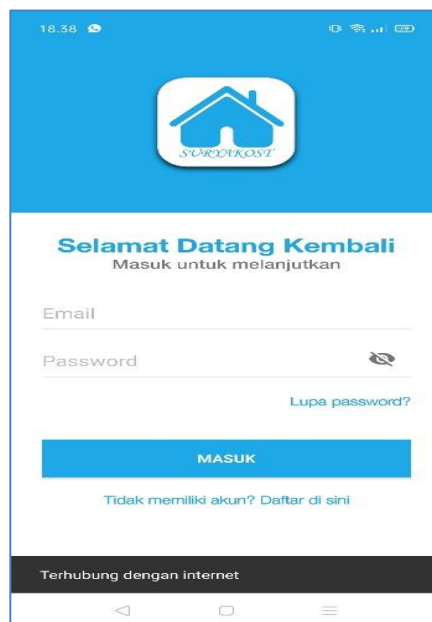 18.38
SURYAKOST
Selamat Datang Kembali
Masuk untuk melanjutkan
Email
Password
Lupa password?
MASUK
Tidak memiliki akun? Daftar di sini
Terhubung dengan internet